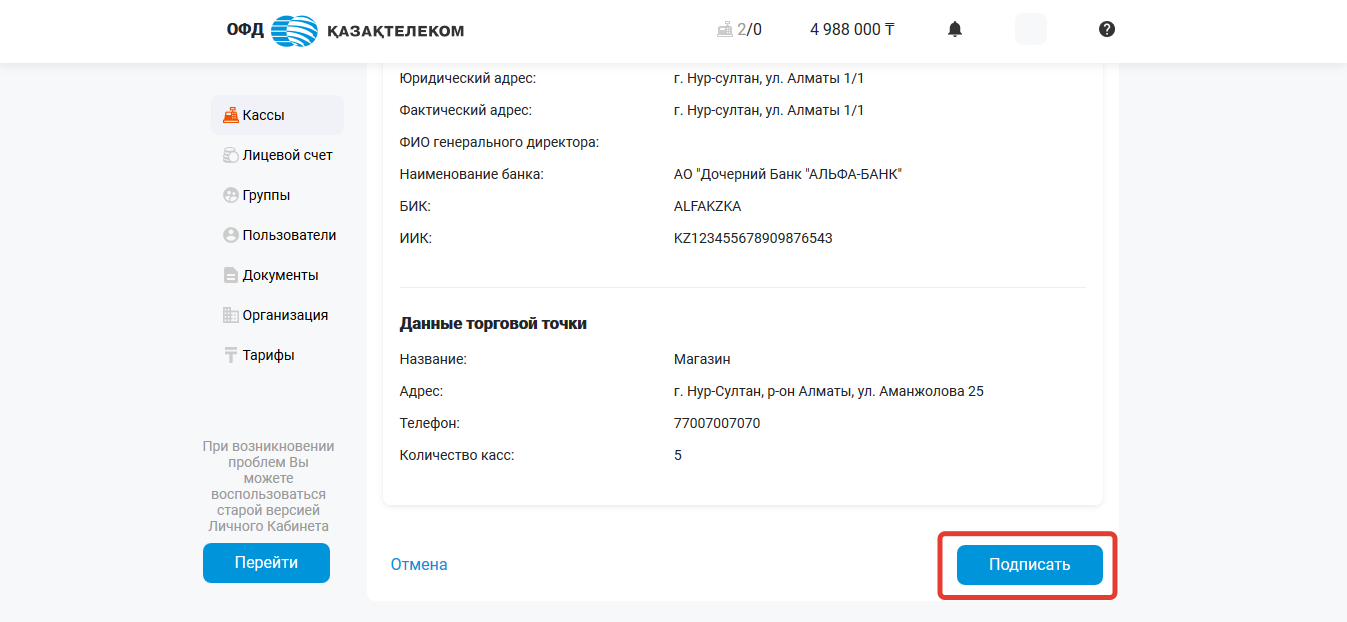 ОФД ҚАЗАҚТЕЛЕКОМ
2/0
4 988 000 ₸
Кассы
Лицевой счет
Группы
Пользователи
Документы
Организация
Тарифы
При возникновении
проблем Вы
можете
воспользоваться
старой версией
Личного Кабинета
Перейти
Юридический адрес: г. Нур-султан, ул. Алматы 1/1
Фактический адрес: г. Нур-султан, ул. Алматы 1/1
ФИО генерального директора:
Наименование банка: АО "Дочерний Банк "АЛЬФА-БАНК"
БИК: ALFAKZKA
ИИК: KZ123455678909876543
Данные торговой точки
Название: Магазин
Адрес: г. Нур-Султан, р-он Алматы, ул. Аманжолова 25
Телефон: 77007007070
Количество касс: 5
Отмена
Подписать